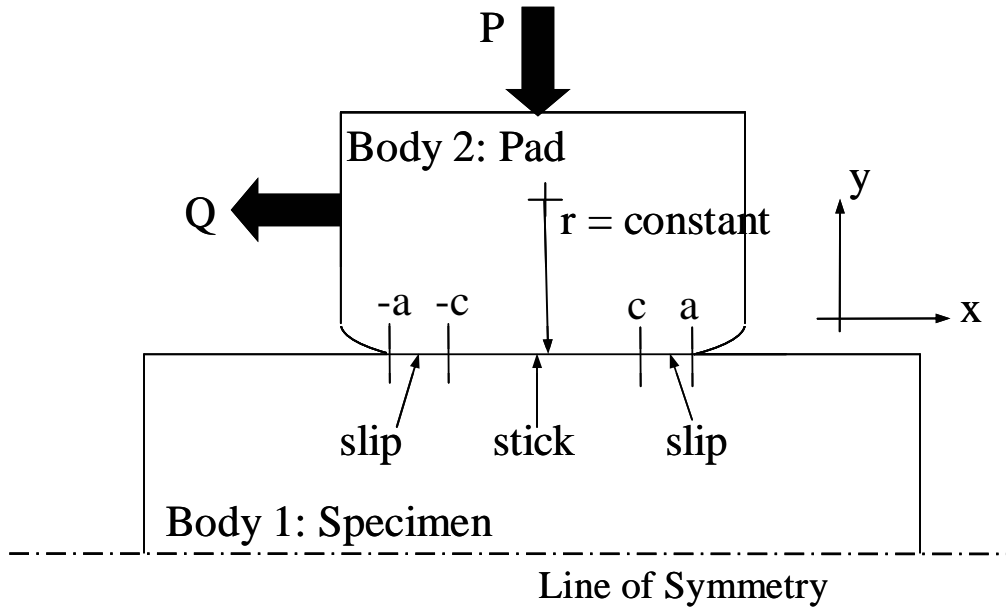 P
Body 2: Pad
y
Q
r = constant
-a -c c a
x
slip stick slip
Body 1: Specimen
Line of Symmetry